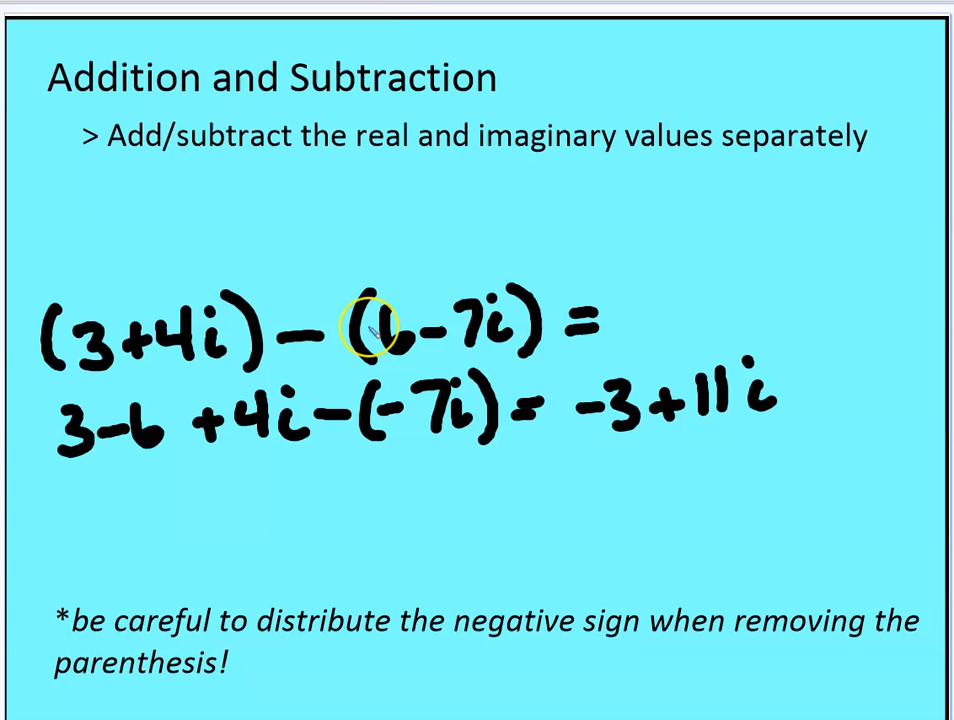 Addition and Subtraction
> Add/subtract the real and imaginary values separately
(3+4i) - (6-7i) =
3-6 +4i-(-7i) = -3+11i
*be careful to distribute the negative sign when removing the
parenthesis!